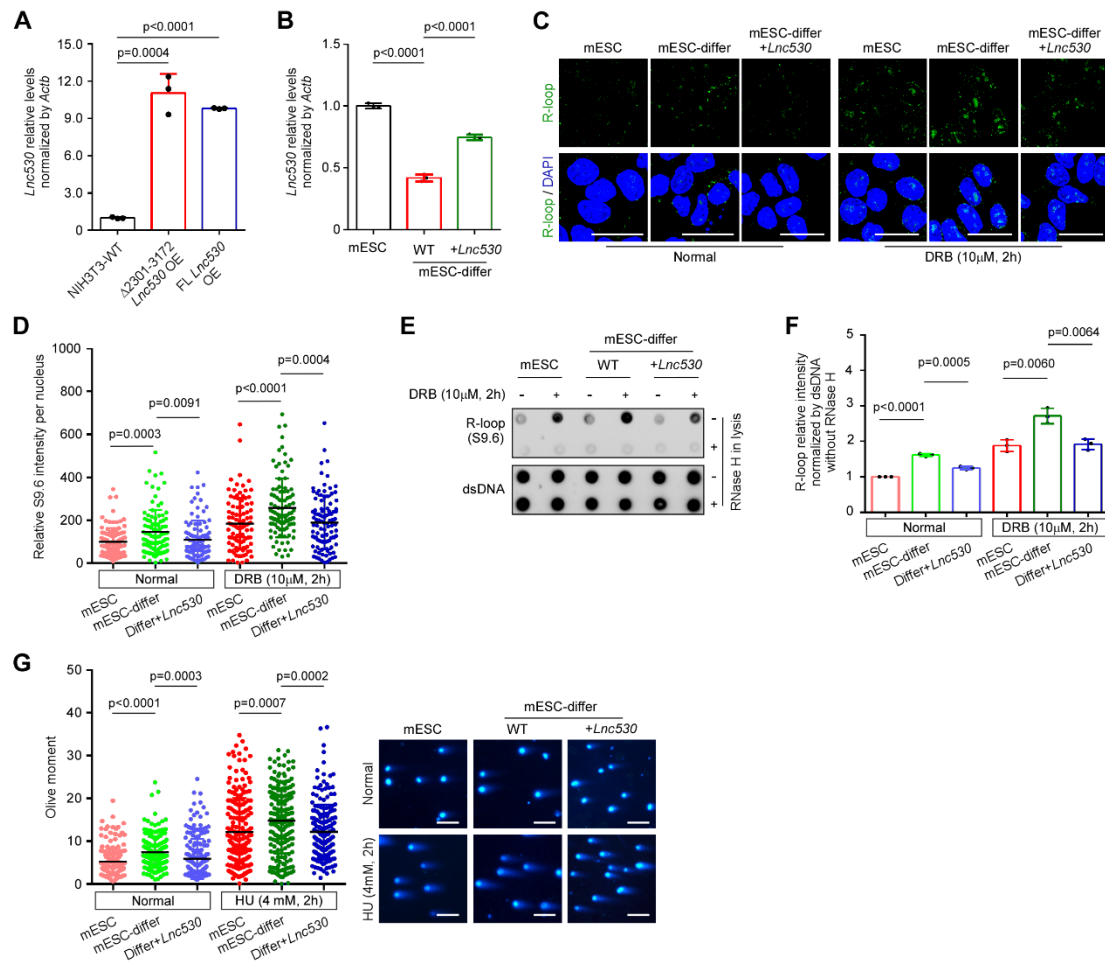 A
p<0.0001
p=0.0004
Lnc530 relative levels
normalized by Actb
15.0
12.0
9.0
6.0
3.0
0
NIH3T3-WT
Δ2301-3172
Lnc530 OE
FL Lnc530
OE
B
p<0.0001
p<0.0001
Lnc530 relative levels
normalized by Actb
1.5
1.0
0.5
0
mESC
WT
+Lnc530
mESC-differ
C
mESC
mESC-differ
mESC-differ
+Lnc530
mESC
mESC-differ
mESC-differ
+Lnc530
R-loop
R-loop / DAPI
Normal
DRB (10μM, 2h)
D
Relative S9.6 intensity per nucleus
1000
800
600
400
200
0
p=0.0004
p<0.0001
p=0.0091
p=0.0003
Normal
DRB (10μM, 2h)
mESC
mESC-differ
Differ+Lnc530
mESC
mESC-differ
Differ+Lnc530
E
mESC-differ
mESC
WT
+Lnc530
DRB (10μM, 2h)
- + - + - +
R-loop
(S9.6)
-
+
dsDNA
-
+
RNase H in lysis
F
R-loop relative intensity
normalized by dsDNA
without RNase H
5
4
3
2
1
0
p=0.0064
p=0.0005
p=0.0060
p<0.0001
Normal
DRB (10μM, 2h)
mESC
mESC-differ
Differ+Lnc530
mESC
mESC-differ
Differ+Lnc530
G
Olive moment
50
40
30
20
10
0
p=0.0003
p=0.0002
p<0.0001
p=0.0007
Normal
HU (4 mM, 2h)
mESC
mESC-differ
Differ+Lnc530
mESC
mESC-differ
Differ+Lnc530
mESC-differ
mESC
WT
+Lnc530
Normal
HU (4mM, 2h)